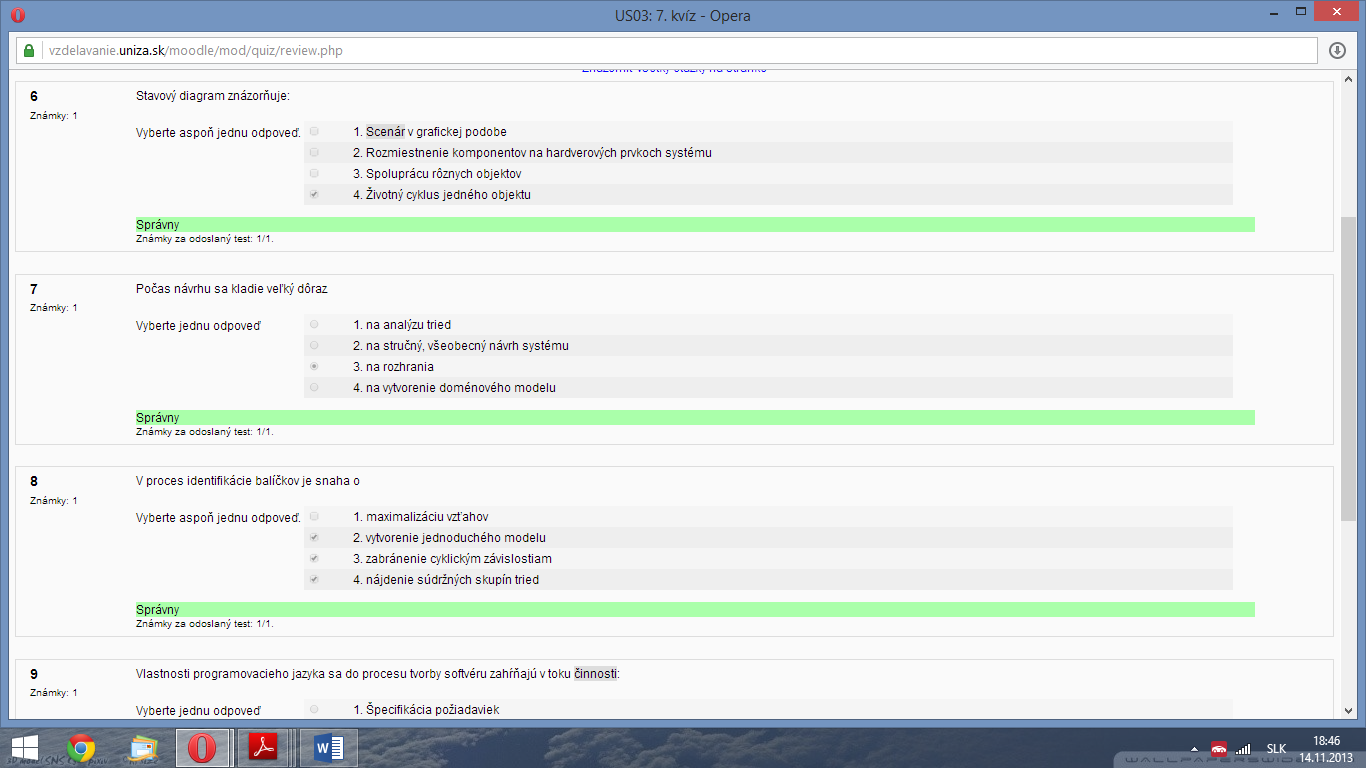 US03: 7. kvíz - Opera
vzdelavanie.uniza.sk/moodle/mod/quiz/review.php
Znázorniť všetky otázky na stránke
6
Známky: 1
Stavový diagram znázorňuje:
Vyberte aspoň jednu odpoveď.
1. Scenár v grafickej podobe
2. Rozmiestnenie komponentov na hardverových prvkoch systému
3. Spoluprácu rôznych objektov
4. Životný cyklus jedného objektu
Správny
Známky za odoslaný test: 1/1.
7
Známky: 1
Počas návrhu sa kladie veľký dôraz
Vyberte jednu odpoveď
1. na analýzu tried
2. na stručný, všeobecný návrh systému
3. na rozhrania
4. na vytvorenie doménového modelu
Správny
Známky za odoslaný test: 1/1.
8
Známky: 1
V proces identifikácie balíčkov je snaha o
Vyberte aspoň jednu odpoveď.
1. maximalizáciu vzťahov
2. vytvorenie jednoduchého modelu
3. zabránenie cyklickým závislostiam
4. nájdenie súdržných skupín tried
Správny
Známky za odoslaný test: 1/1.
9
Známky: 1
Vlastnosti programovacieho jazyka sa do procesu tvorby softvéru zahŕňajú v toku činnosti:
Vyberte jednu odpoveď
1. Špecifikácia požiadaviek
SLK
18:46
14.11.2013